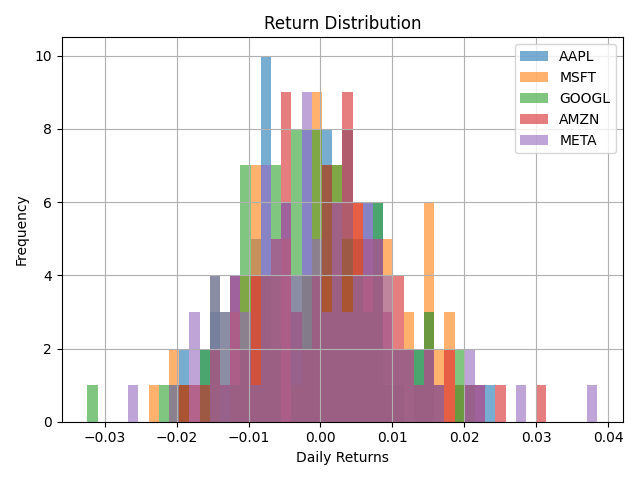 Return Distribution
10
8
6
4
2
0
Frequency
AAPL
MSFT
GOOGL
AMZN
META
−0.03 −0.02 −0.01 0.00 0.01 0.02 0.03 0.04
Daily Returns